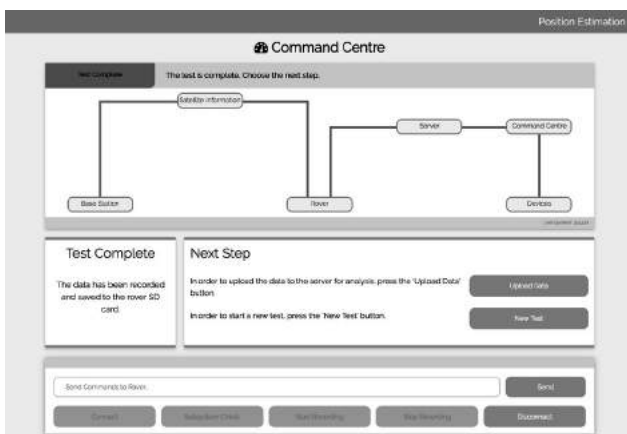 Position Estimation
Command Centre
Test Complete
The test is complete. Choose the next step.
Satellite Information
Server
Command Centre
Base Station
Rover
Devices
Test Complete
The data has been recorded
and saved to the rover SD
card.
Next Step
In order to upload the data to the server for analysis, press the 'Upload Data'
button.
Upload Data
In order to start a new test, press the 'New Test' button.
New Test
Send Commands to Rover.
Send
Connect
Subsystem Check
Start Recording
Stop Recording
Disconnect